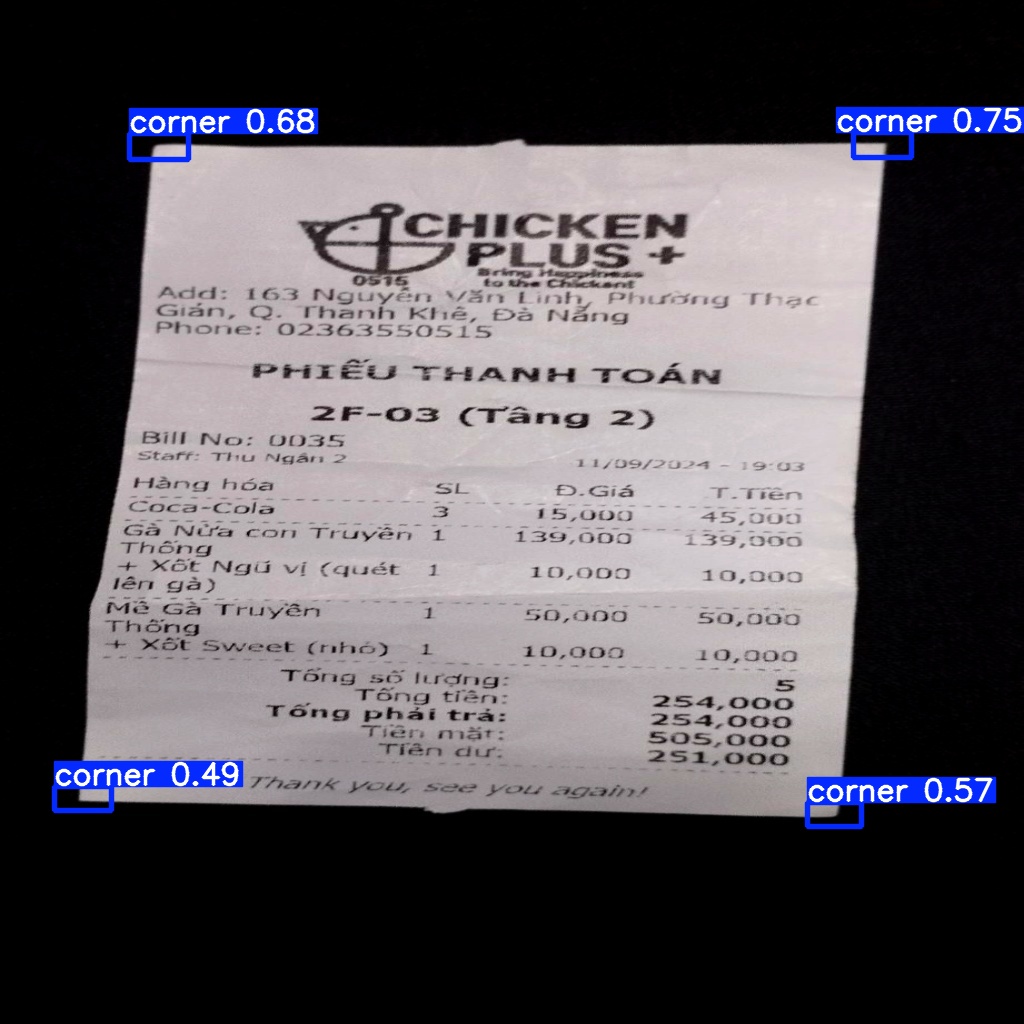 corner 0.68
corner 0.75
CHICKEN
PLUS +
Bring Happiness
to the Chickent
0515
Add: 163 Nguyễn Văn Linh, Phường Thạc
Gián, Q. Thanh Khê, Đà Nẵng
Phone: 02363550515
PHIẾU THANH TOÁN
2F-03 (Tầng 2)
Bill No: 0035
Staff: Thu Ngân 2 11/09/2024 - 19:03
Hàng hóa SL Đ.Giá T.Tiền
Coca-Cola 3 15,000 45,000
Gà Nửa con Truyền 1 139,000 139,000
Thống
+ Xốt Ngũ vị (quét 1 10,000 10,000
lên gà)
Mề Gà Truyền 1 50,000 50,000
Thống
+ Xốt Sweet (nhỏ) 1 10,000 10,000
Tổng số lượng: 5
Tổng tiền: 254,000
Tổng phải trả: 254,000
Tiền mặt: 505,000
Tiền dư: 251,000
corner 0.49
Thank you, see you again!
corner 0.57